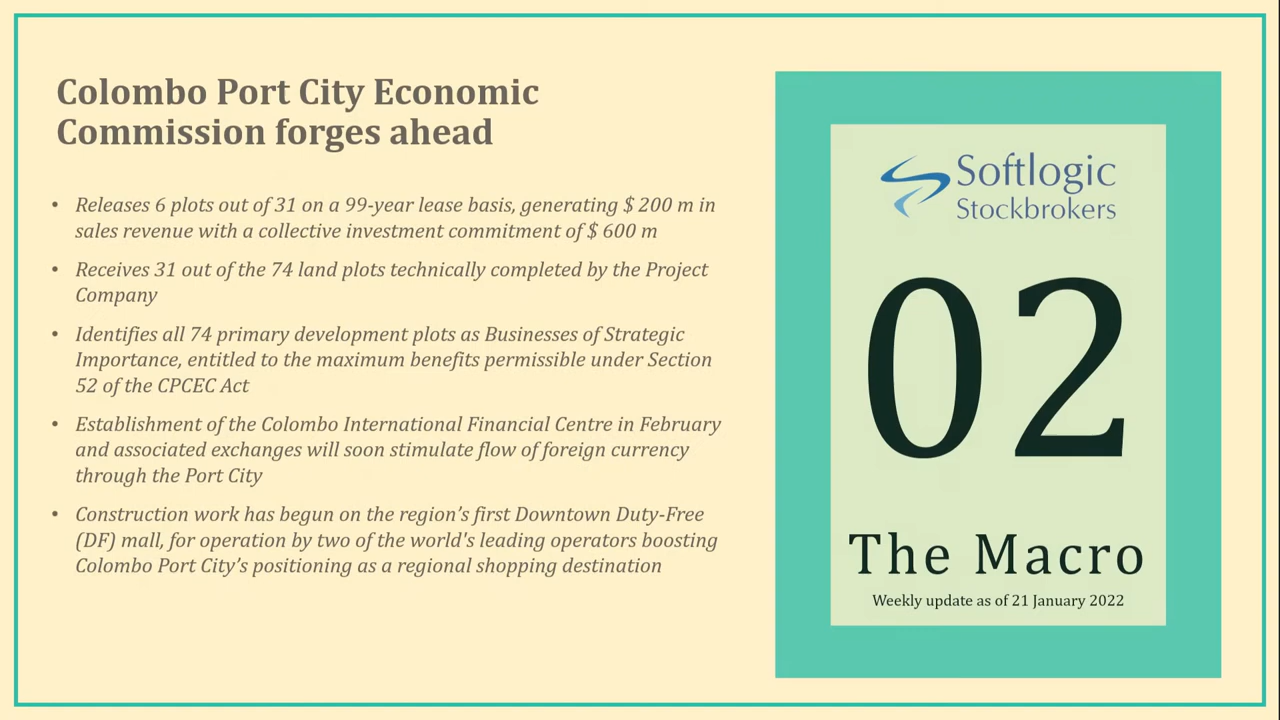 Colombo Port City Economic
Commission forges ahead
• Releases 6 plots out of 31 on a 99-year lease basis, generating $ 200 m in
sales revenue with a collective investment commitment of $ 600 m
• Receives 31 out of the 74 land plots technically completed by the Project
Company
• Identifies all 74 primary development plots as Businesses of Strategic
Importance, entitled to the maximum benefits permissible under Section
52 of the CPCEC Act
• Establishment of the Colombo International Financial Centre in February
and associated exchanges will soon stimulate flow of foreign currency
through the Port City
• Construction work has begun on the region’s first Downtown Duty-Free
(DF) mall, for operation by two of the world's leading operators boosting
Colombo Port City’s positioning as a regional shopping destination
Softlogic
Stockbrokers
02
The Macro
Weekly update as of 21 January 2022